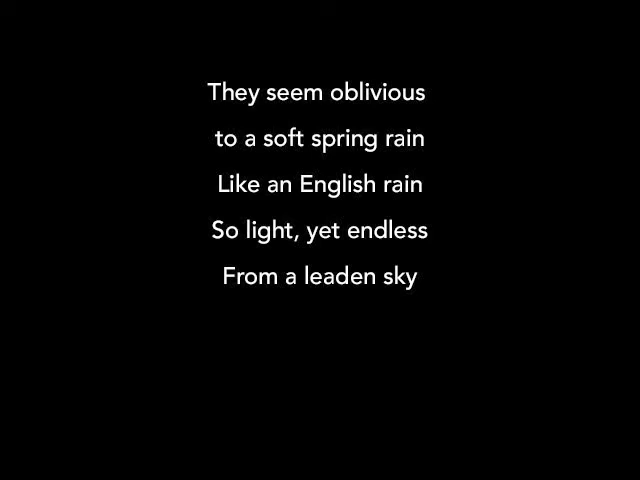 They seem oblivious
to a soft spring rain
Like an English rain
So light, yet endless
From a leaden sky